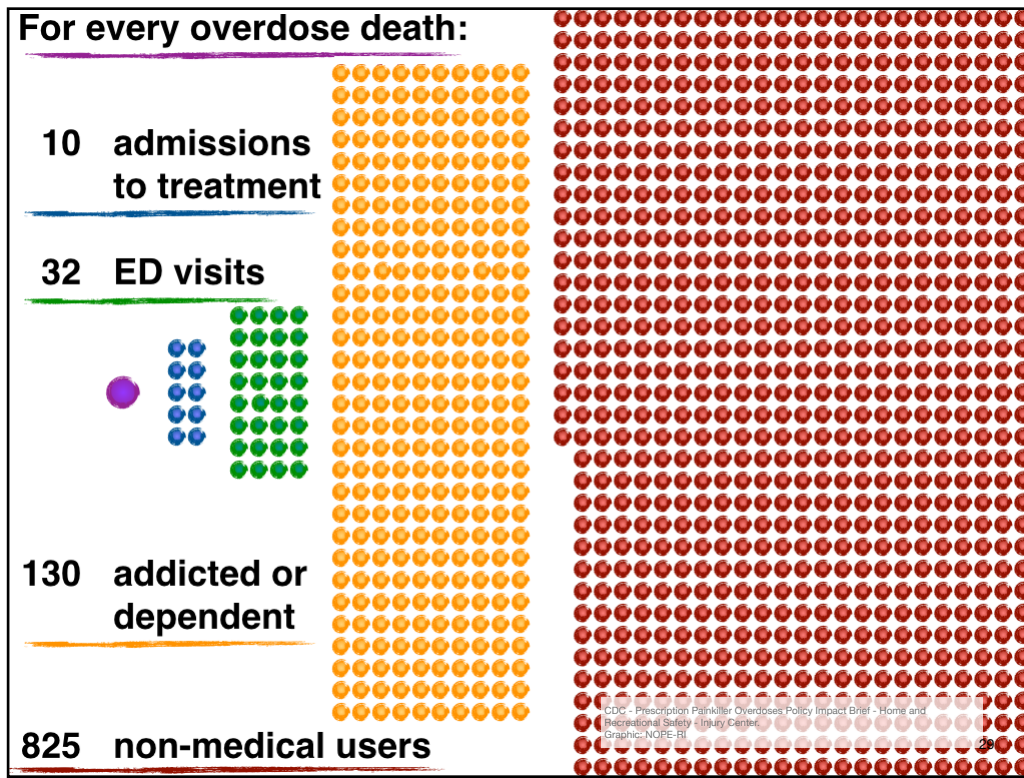 For every overdose death:
10 admissions
to treatment
32 ED visits
130 addicted or
dependent
825 non-medical users
CDC - Prescription Painkiller Overdoses Policy Impact Brief - Home and
Recreational Safety - Injury Center.
Graphic: NOPE-RI
29